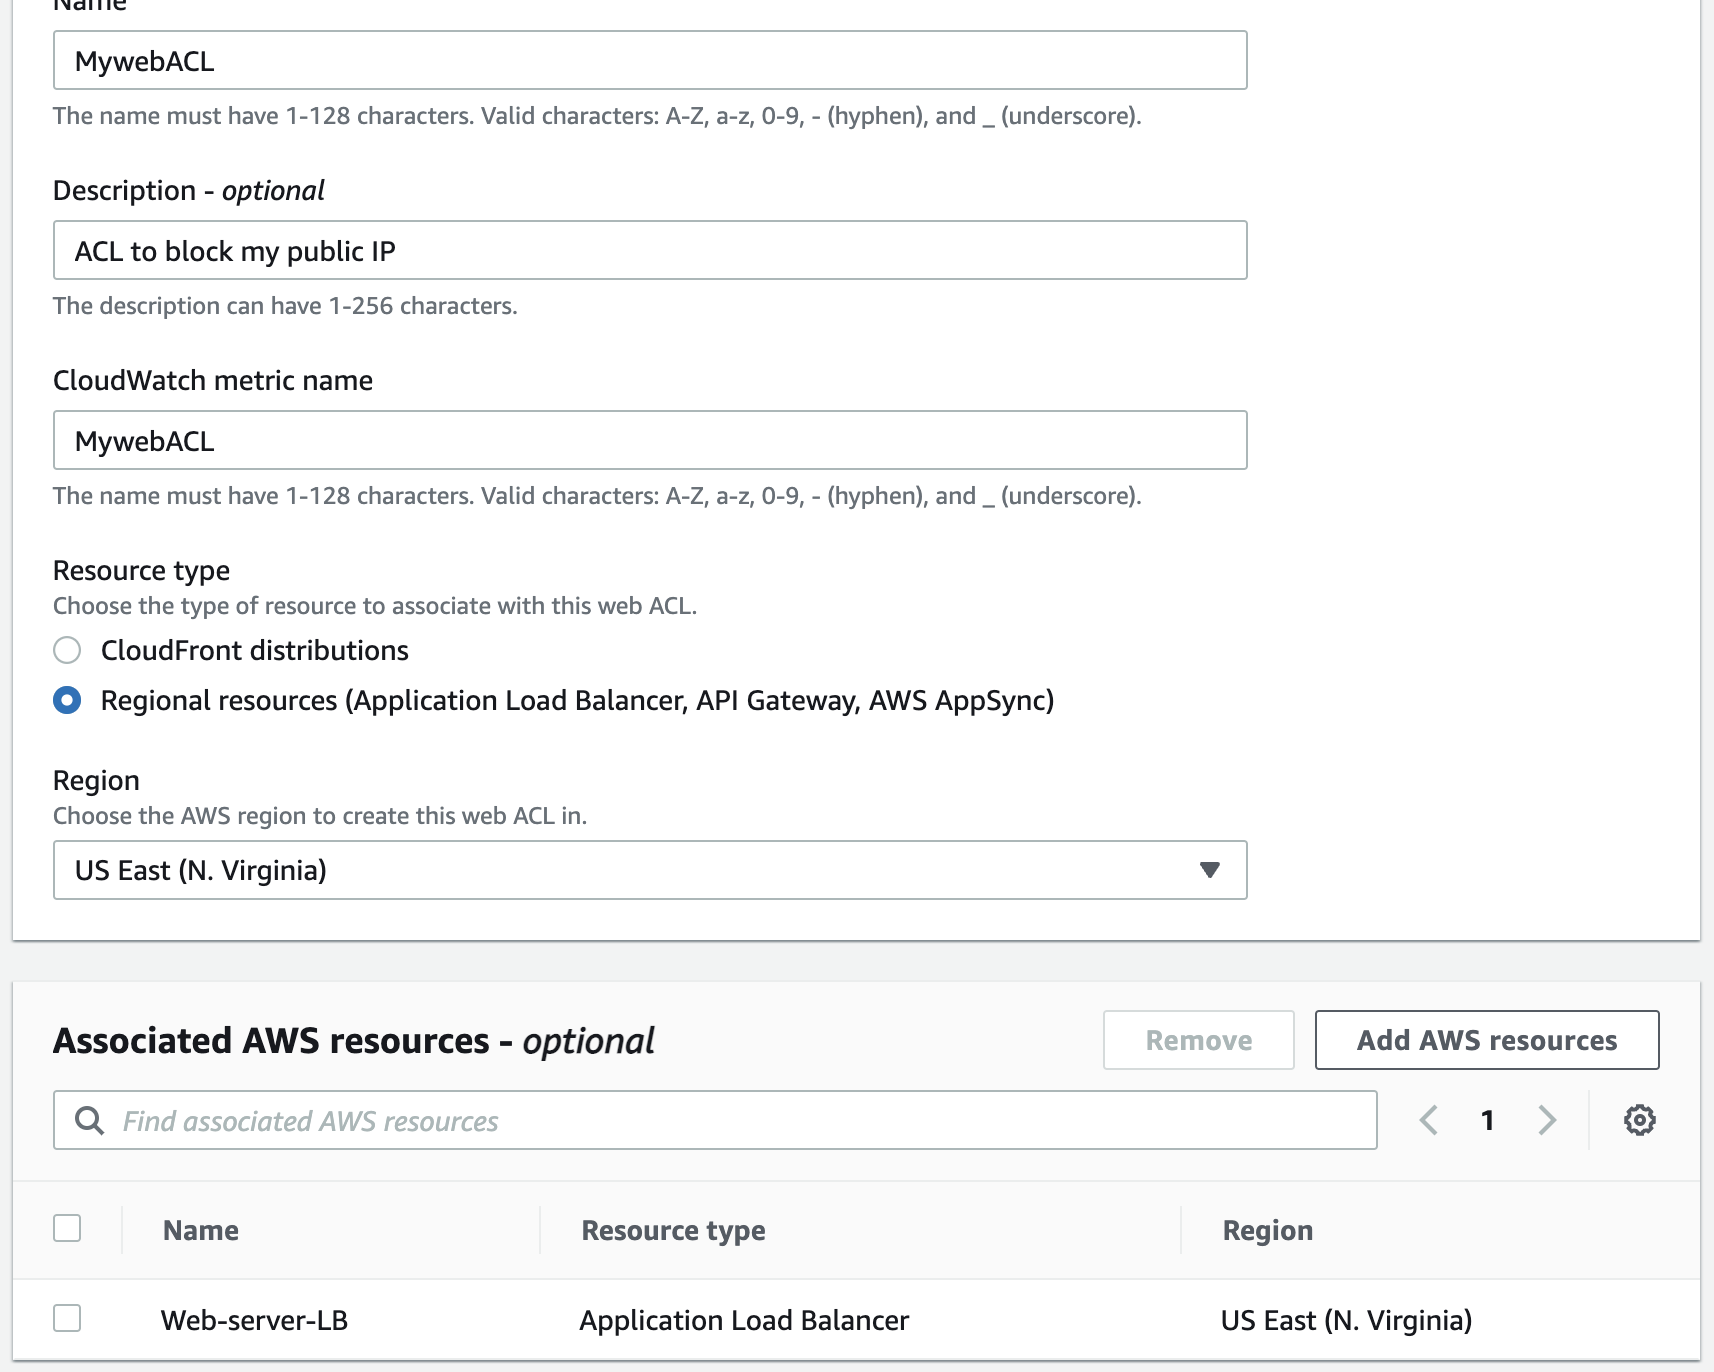 Name
MywebACL
The name must have 1-128 characters. Valid characters: A-Z, a-z, 0-9, - (hyphen), and _ (underscore).
Description - optional
ACL to block my public IP
The description can have 1-256 characters.
CloudWatch metric name
MywebACL
The name must have 1-128 characters. Valid characters: A-Z, a-z, 0-9, - (hyphen), and _ (underscore).
Resource type
Choose the type of resource to associate with this web ACL.
CloudFront distributions
Regional resources (Application Load Balancer, API Gateway, AWS AppSync)
Region
Choose the AWS region to create this web ACL in.
US East (N. Virginia)
Associated AWS resources - optional
Remove
Add AWS resources
Find associated AWS resources
1
Name Resource type Region
Web-server-LB Application Load Balancer US East (N. Virginia)